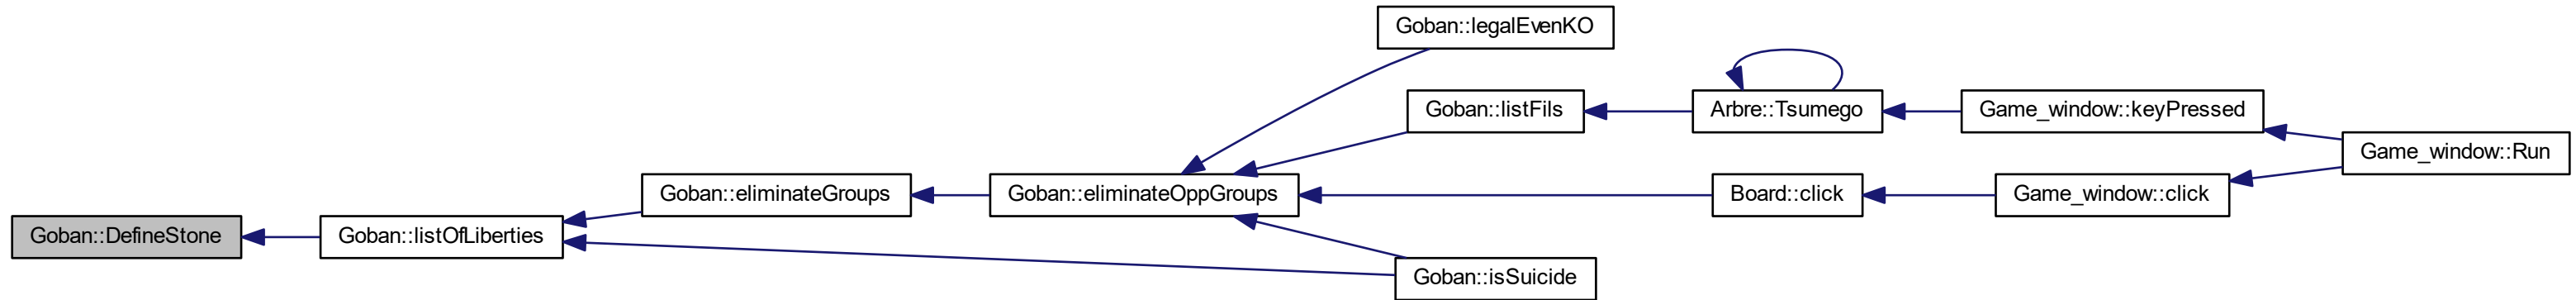 Goban::DefineStone
Goban::listOfLiberties
Goban::eliminateGroups
Goban::eliminateOppGroups
Goban::legalEvenKO
Goban::listFils
Arbre::Tsumego
Game_window::keyPressed
Game_window::Run
Board::click
Game_window::click
Goban::isSuicide